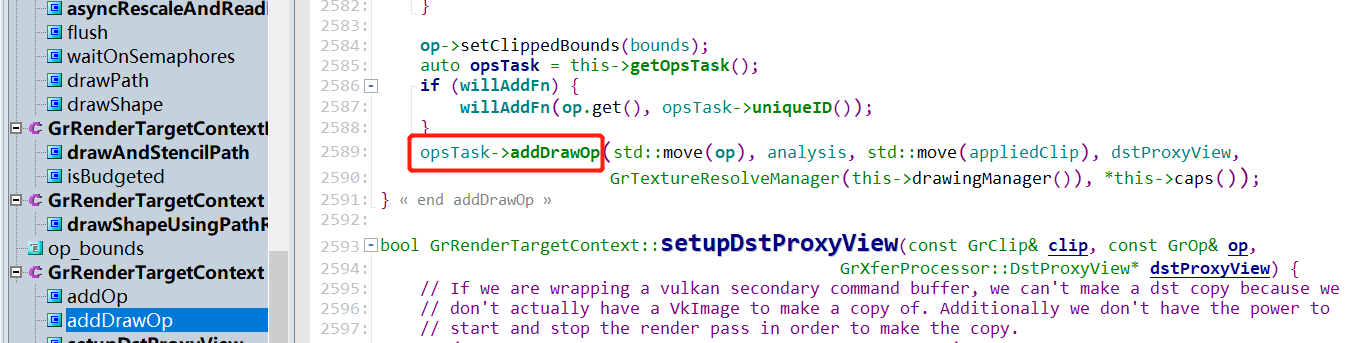 asyncRescaleAndRead
flush
waitOnSemaphores
drawPath
drawShape
GrRenderTargetContext
drawAndStencilPath
isBudgeted
GrRenderTargetContext
drawShapeUsingPathR
op_bounds
GrRenderTargetContext
addOp
addDrawOp
setupDstProxyView
2582: }
2583:
2584: op->setClippedBounds(bounds);
2585: auto opsTask = this->getOpsTask();
2586 if (willAddFn) {
2587: willAddFn(op.get(), opsTask->uniqueID());
2588: }
2589: opsTask->addDrawOp(std::move(op), analysis, std::move(appliedClip), dstProxyView,
2590: GrTextureResolveManager(this->drawingManager()), *this->caps());
2591: } « end addDrawOp »
2592:
2593 bool GrRenderTargetContext::setupDstProxyView(const GrClip& clip, const GrOp& op,
2594: GrXferProcessor::DstProxyView* dstProxyView) {
2595: // If we are wrapping a vulkan secondary command buffer, we can't make a dst copy because we
2596: // don't actually have a VkImage to make a copy of. Additionally we don't have the power to
2597: // start and stop the render pass in order to make the copy.